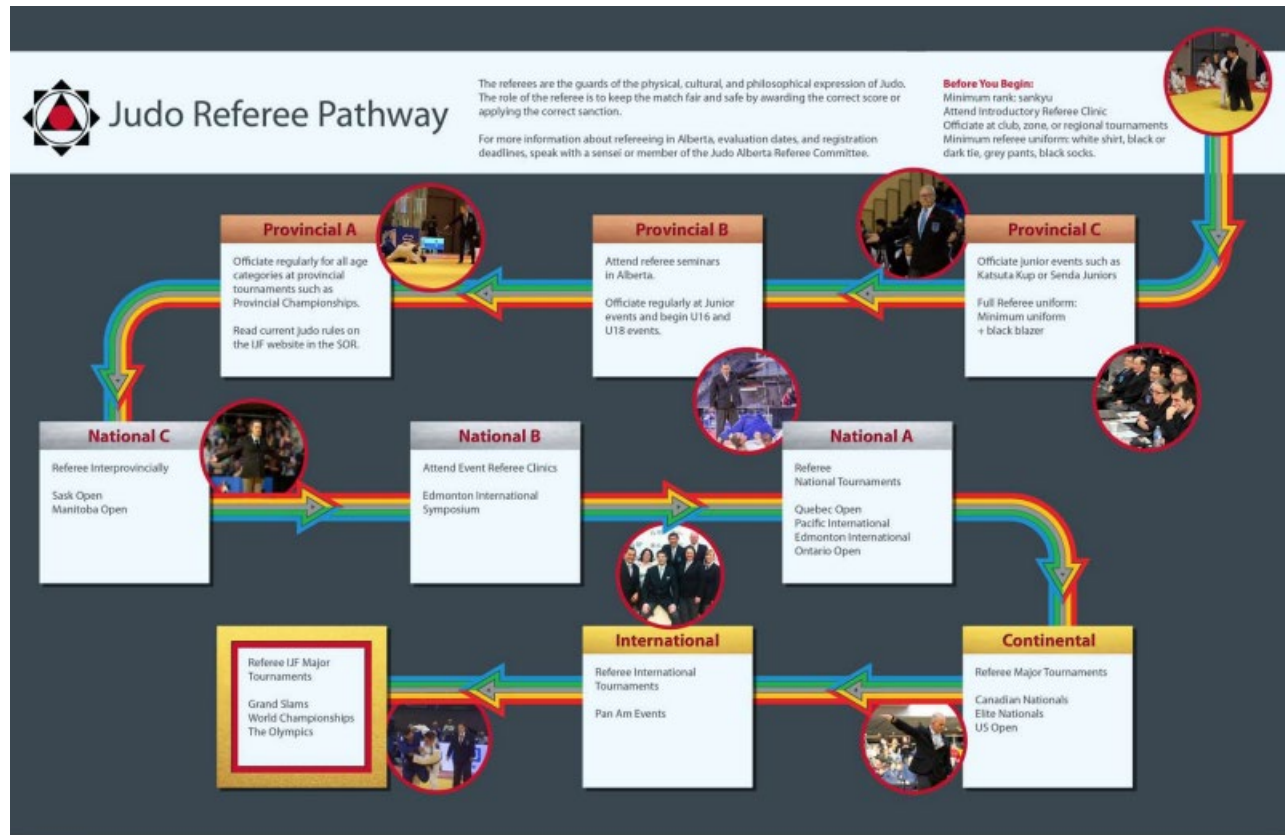 Judo Referee Pathway
The referees are the guards of the physical, cultural, and philosophical expression of Judo.
The role of the referee is to keep the match fair and safe by awarding the correct score or
applying the correct sanction.
For more information about refereeing in Alberta, evaluation dates, and registration
deadlines, speak with a sensei or member of the Judo Alberta Referee Committee.
Before You Begin:
Minimum rank: sankyu
Attend Introductory Referee Clinic
Officiate at club, zone, or regional tournaments
Minimum referee uniform: white shirt, black or
dark tie, grey pants, black socks.
Provincial C
Officiate junior events such as
Katsuta Kup or Senda Juniors
Full Referee uniform:
Minimum uniform
+ black blazer
Provincial B
Attend referee seminars
in Alberta.
Officiate regularly at Junior
events and begin U16 and
U18 events.
Provincial A
Officiate regularly for all age
categories at provincial
tournaments such as
Provincial Championships.
Read current judo rules on
the IJF website in the SOR.
National C
Referee Interprovincially
Sask Open
Manitoba Open
National B
Attend Event Referee Clinics
Edmonton International
Symposium
National A
Referee
National Tournaments
Quebec Open
Pacific International
Edmonton International
Ontario Open
Continental
Referee Major Tournaments
Canadian Nationals
Elite Nationals
US Open
International
Referee International
Tournaments
Pan Am Events
Referee IJF Major
Tournaments
Grand Slams
World Championships
The Olympics